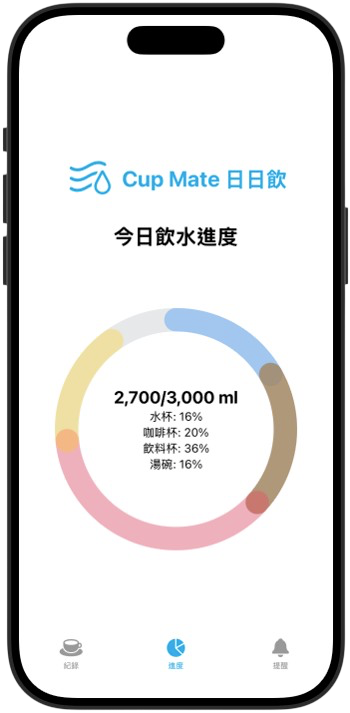 Cup Mate 日日飲
今日飲水進度
2,700/3,000 ml
水杯: 16%
咖啡杯: 20%
飲料杯: 36%
湯碗: 16%
紀錄
進度
提醒